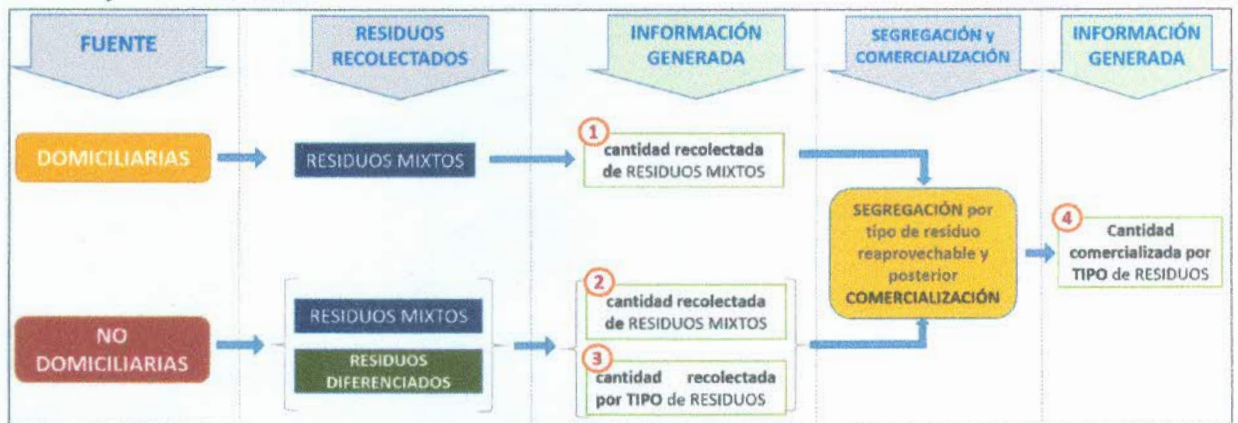 FUENTE
RESIDUOS
RECOLECTADOS
INFORMACIÓN
GENERADA
SEGREGACIÓN y
COMERCIALIZACIÓN
INFORMACIÓN
GENERADA
DOMICILIARIAS
RESIDUOS MIXTOS
1
cantidad recolectada
de RESIDUOS MIXTOS
NO
DOMICILIARIAS
RESIDUOS MIXTOS
RESIDUOS
DIFERENCIADOS
2
cantidad recolectada
de RESIDUOS MIXTOS
3
cantidad recolectada
por TIPO de RESIDUOS
SEGREGACIÓN por
tipo de residuo
reaprovechable y
posterior
COMERCIALIZACIÓN
4
Cantidad
comercializada por
TIPO de RESIDUOS